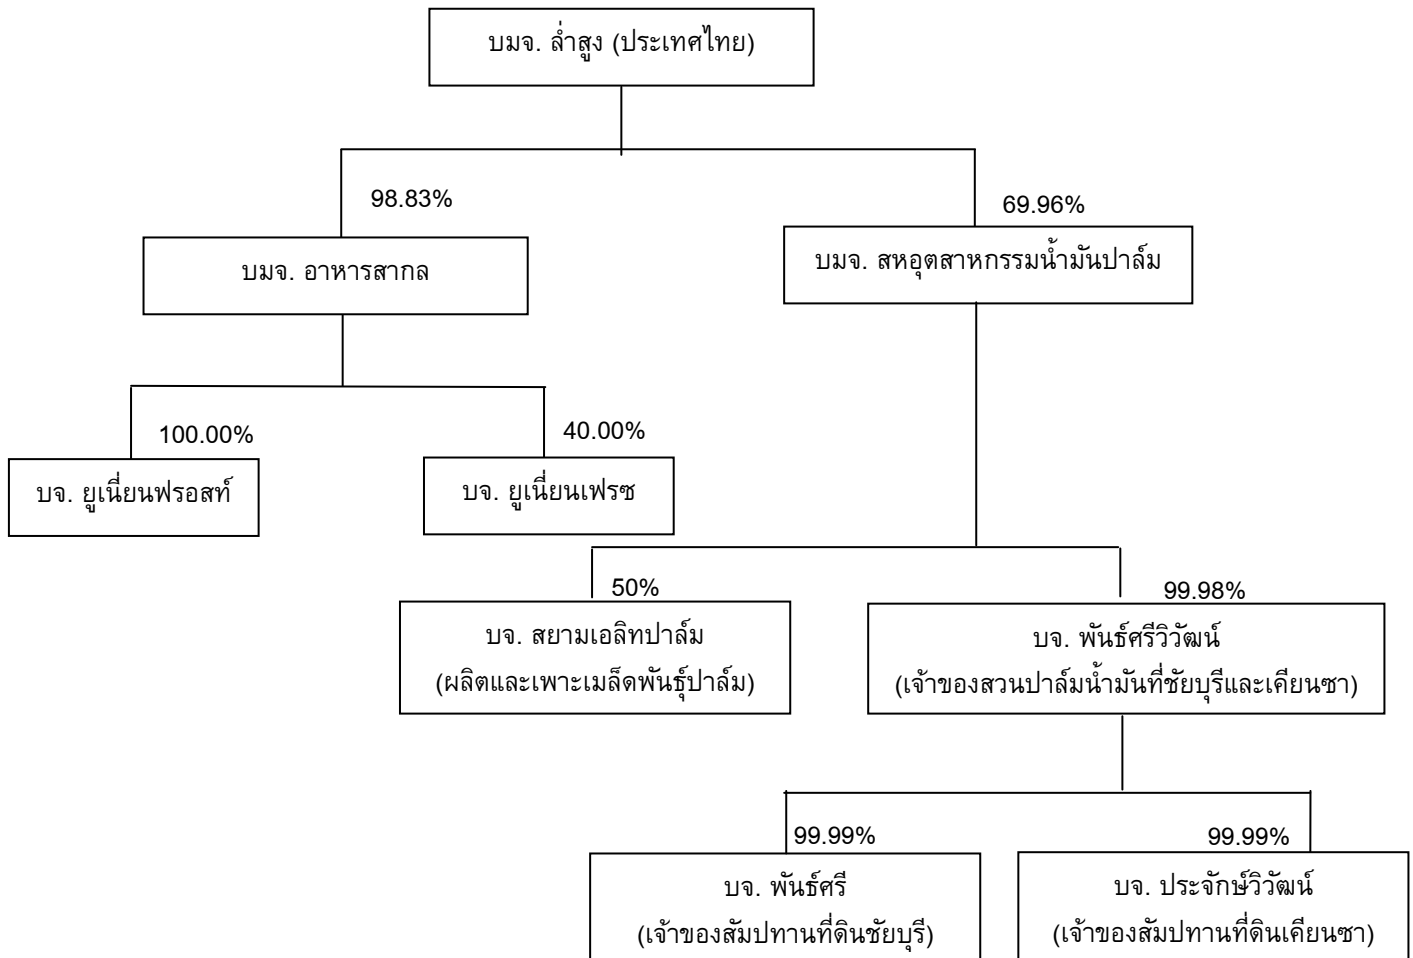 บมจ. ล่ำสูง (ประเทศไทย)
98.83%
69.96%
บมจ. อาหารสากล
บมจ. สหอุตสาหกรรมน้ำมันปาล์ม
100.00%
40.00%
บจ. ยูเนี่ยนฟรอสท์
บจ. ยูเนี่ยนเฟรช
50%
99.98%
บจ. สยามเอลิทปาล์ม
(ผลิตและเพาะเมล็ดพันธุ์ปาล์ม)
บจ. พันธ์ศรีวิวัฒน์
(เจ้าของสวนปาล์มน้ำมันที่ชัยบุรีและเคียนซา)
99.99%
99.99%
บจ. พันธ์ศรี
(เจ้าของสัมปทานที่ดินชัยบุรี)
บจ. ประจักษ์วิวัฒน์
(เจ้าของสัมปทานที่ดินเคียนซา)